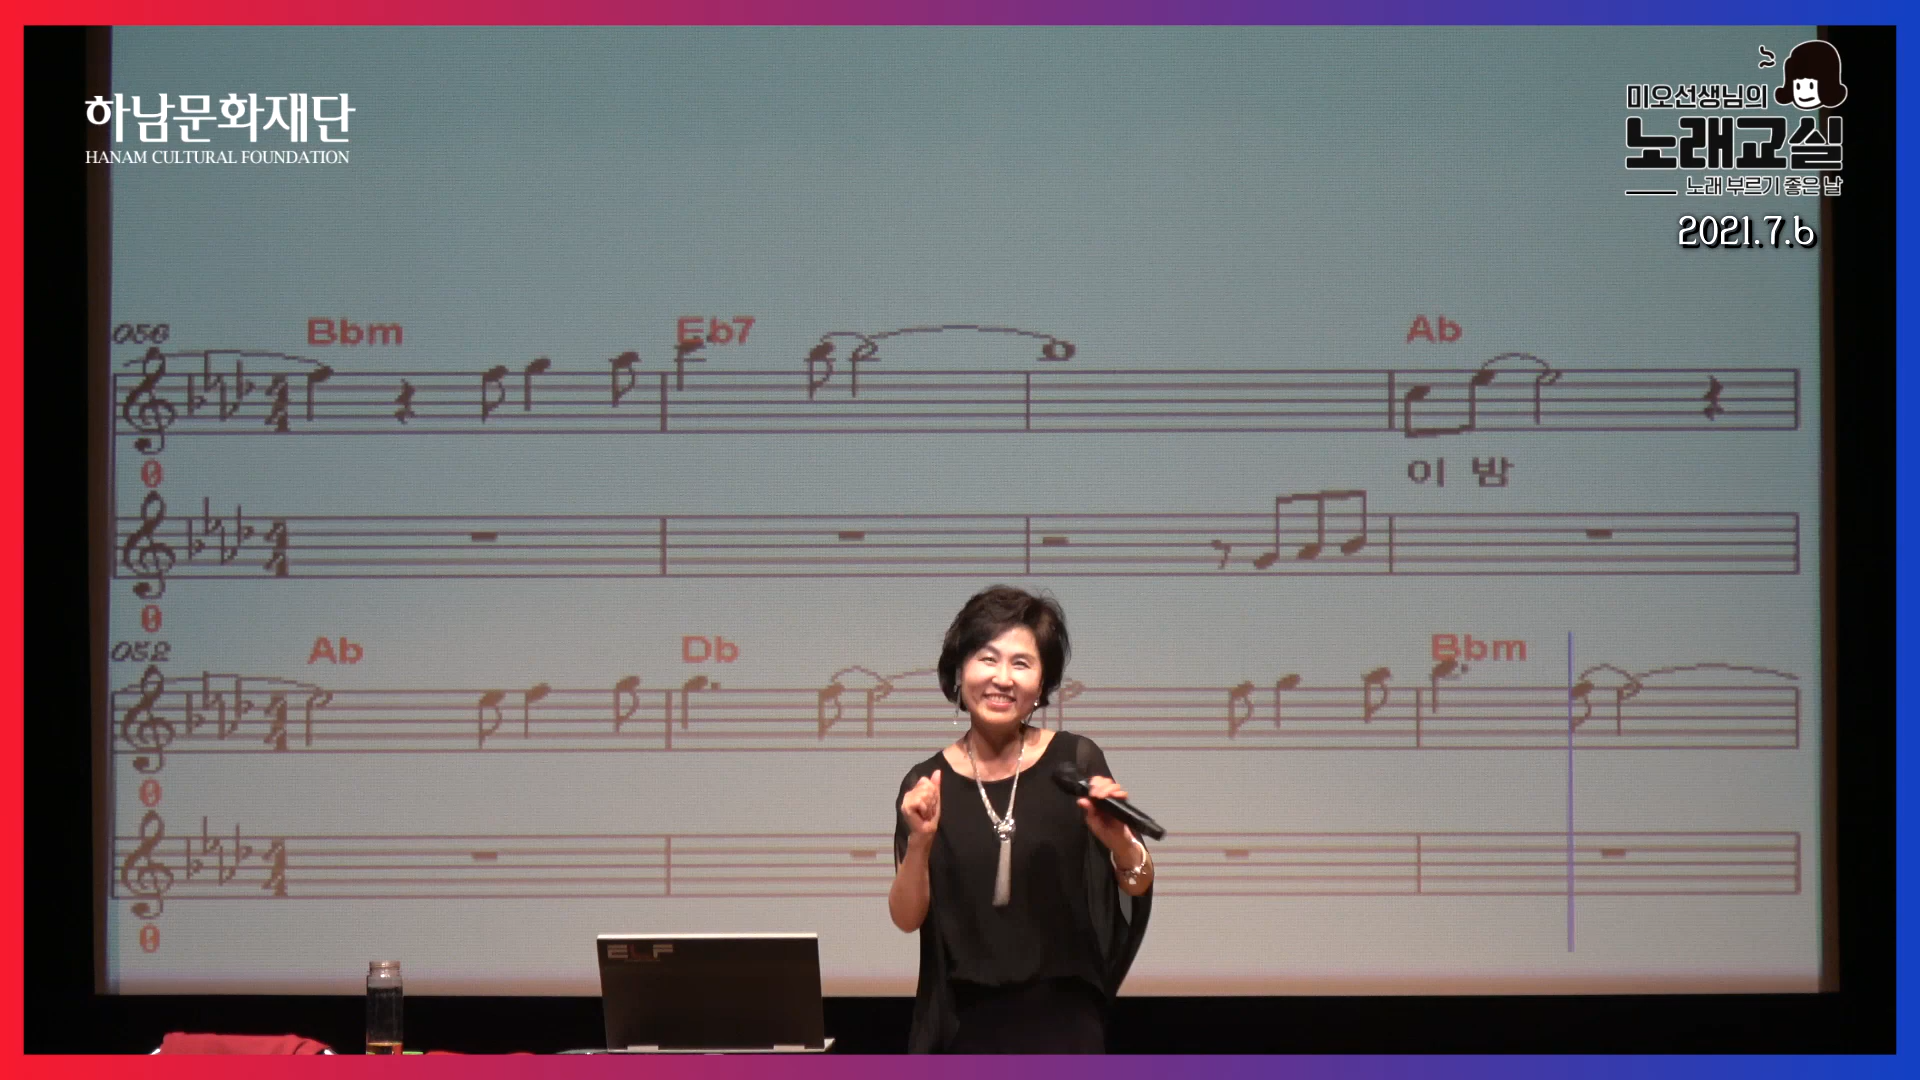 하남문화재단
HANAM CULTURAL FOUNDATION
미오선생님의
노래교실
노래 부르기 좋은 날
2021.7.6
056 Bbm Eb7 Ab
0
이 밤
0
052 Ab Db Bbm
0
0
ELF